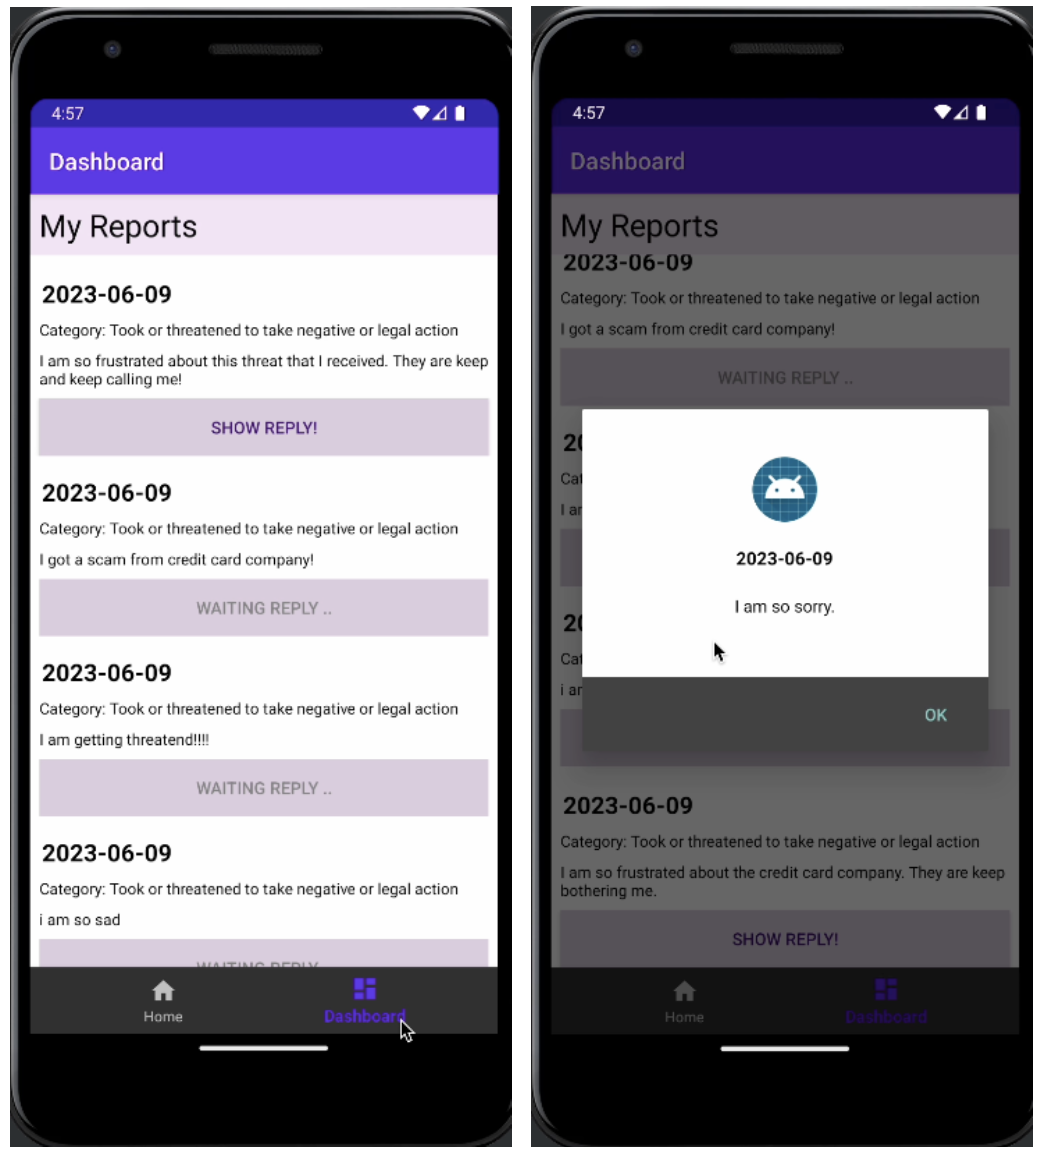 4:57
Dashboard
My Reports
2023-06-09
Category: Took or threatened to take negative or legal action
I am so frustrated about this threat that I received. They are keep
and keep calling me!
SHOW REPLY!
2023-06-09
Category: Took or threatened to take negative or legal action
I got a scam from credit card company!
WAITING REPLY ..
2023-06-09
Category: Took or threatened to take negative or legal action
I am getting threatend!!!!
WAITING REPLY ..
2023-06-09
Category: Took or threatened to take negative or legal action
i am so sad
WAITING REPLY
Home
Dashboard
4:57
Dashboard
My Reports
2023-06-09
Category: Took or threatened to take negative or legal action
I got a scam from credit card company!
WAITING REPLY ..
20
Cat
I ar
2023-06-09
I am so sorry.
20
Cat
i ar
OK
2023-06-09
Category: Took or threatened to take negative or legal action
I am so frustrated about the credit card company. They are keep
bothering me.
SHOW REPLY!
Home
Dashboard